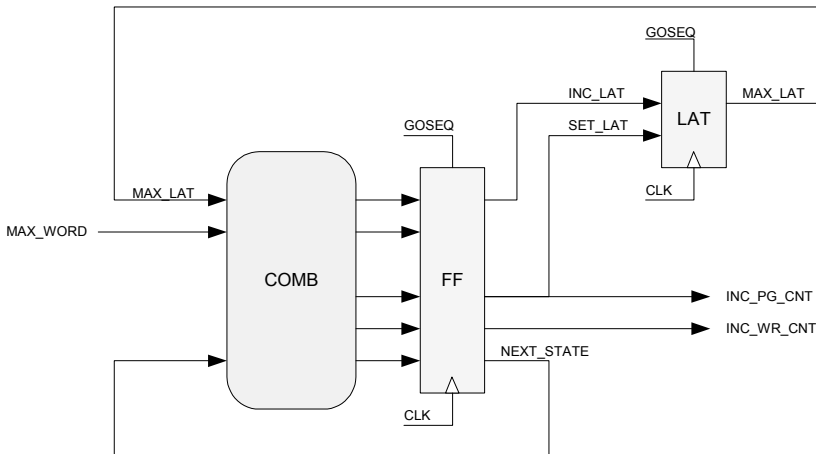 GOSEQ
INC_LAT
MAX_LAT
LAT
GOSEQ
SET_LAT
MAX_LAT
CLK
MAX_WORD
COMB
FF
INC_PG_CNT
INC_WR_CNT
NEXT_STATE
CLK